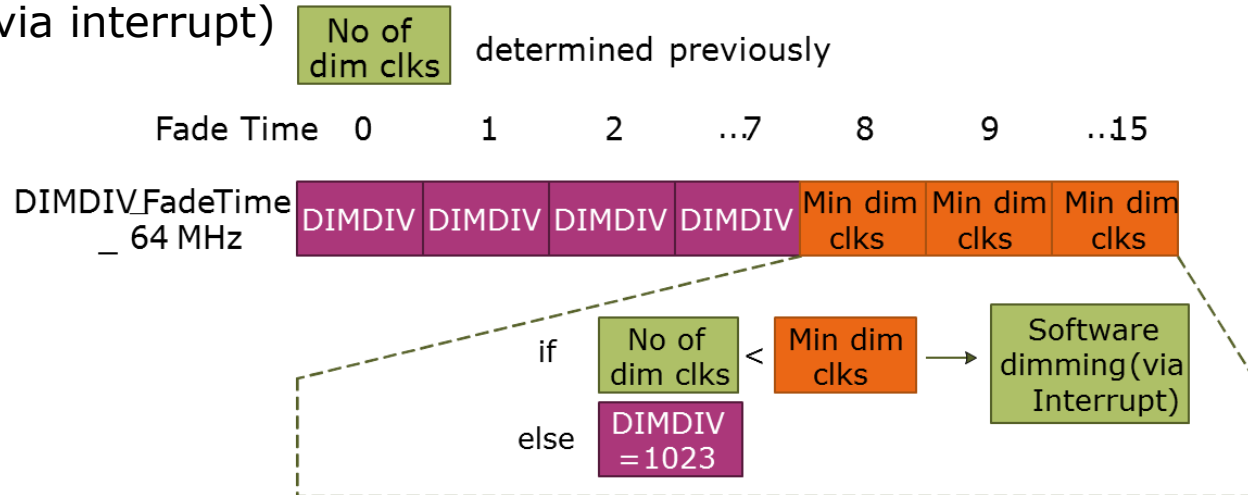 via interrupt)
No of
dim clks
determined previously
Fade Time 0 1 2 ...7 8 9 ...15
DIMDIV_FadeTime
_ 64 MHz
DIMDIV DIMDIV DIMDIV DIMDIV
Min dim
clks
Min dim
clks
Min dim
clks
if
No of
dim clks
<
Min dim
clks
Software
dimming(via
Interrupt)
else
DIMDIV
=1023